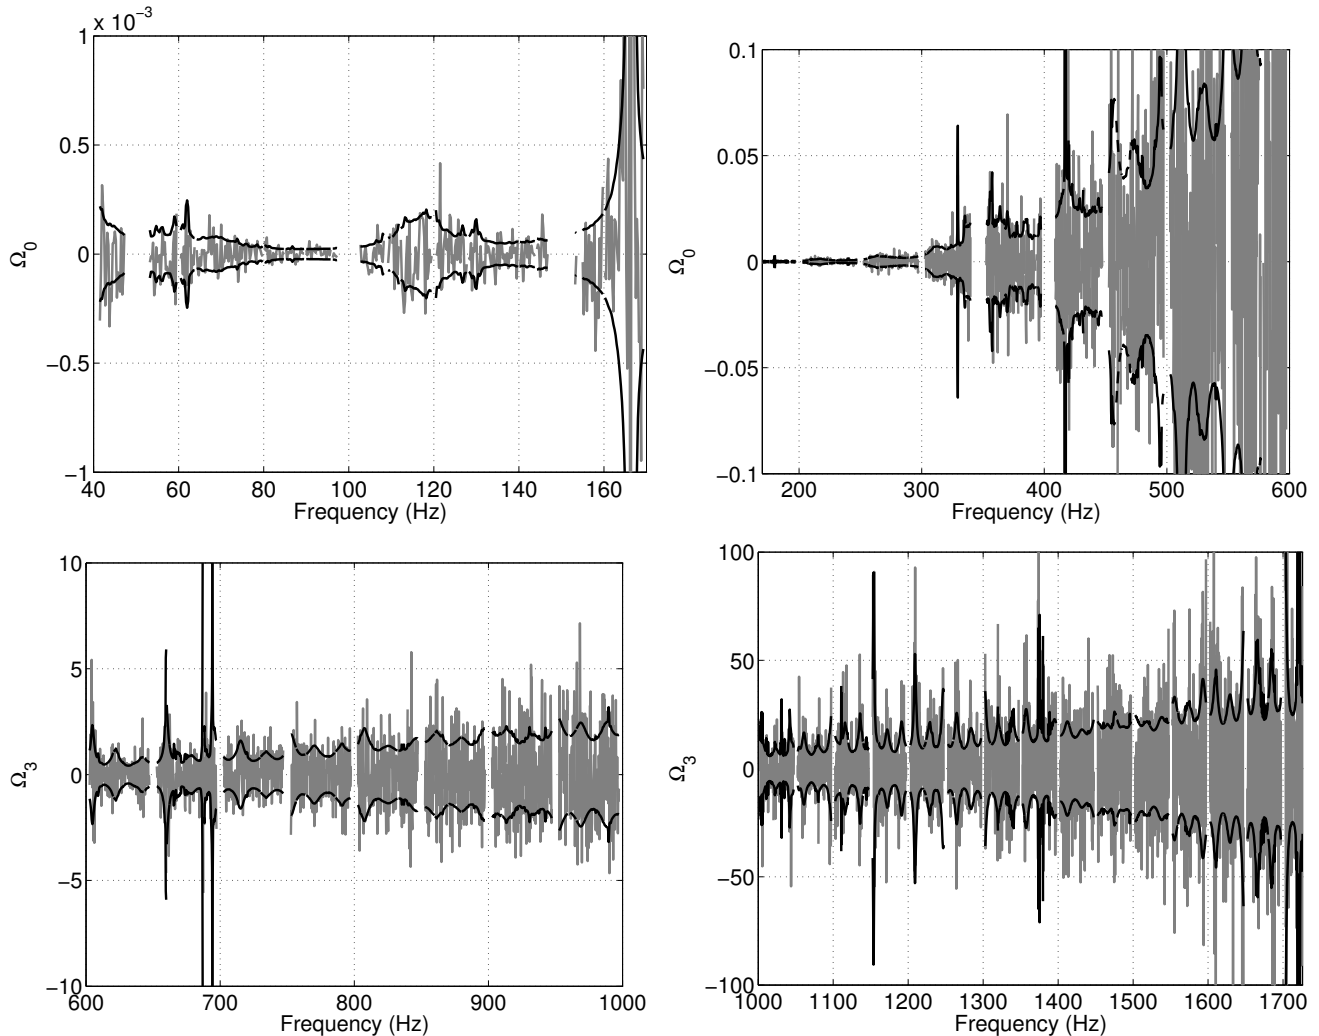 1 x 10⁻³
0.5
0
−0.5
−1
Ω₀
40 60 80 100 120 140 160
Frequency (Hz)
0.1
0.05
0
−0.05
−0.1
Ω₀
200 300 400 500 600
Frequency (Hz)
10
5
0
−5
−10
Ω₃
600 700 800 900 1000
Frequency (Hz)
100
50
0
−50
−100
Ω₃
1000 1100 1200 1300 1400 1500 1600 1700
Frequency (Hz)